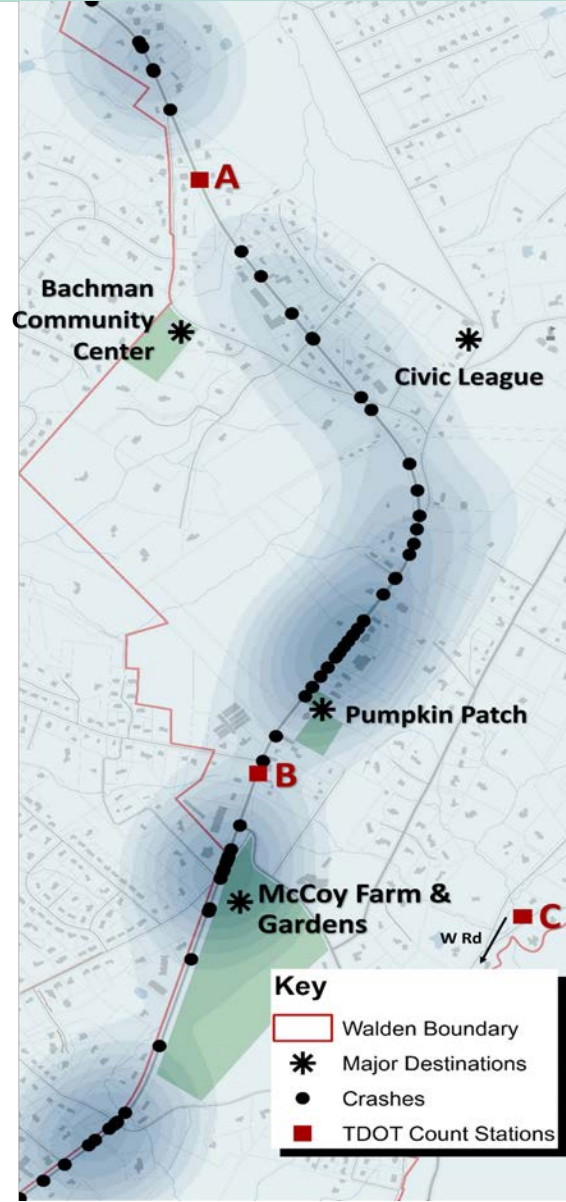 A
Bachman
Community
Center
Civic League
Pumpkin Patch
B
McCoy Farm &
Gardens
C
W Rd
Key
Walden Boundary
Major Destinations
Crashes
TDOT Count Stations